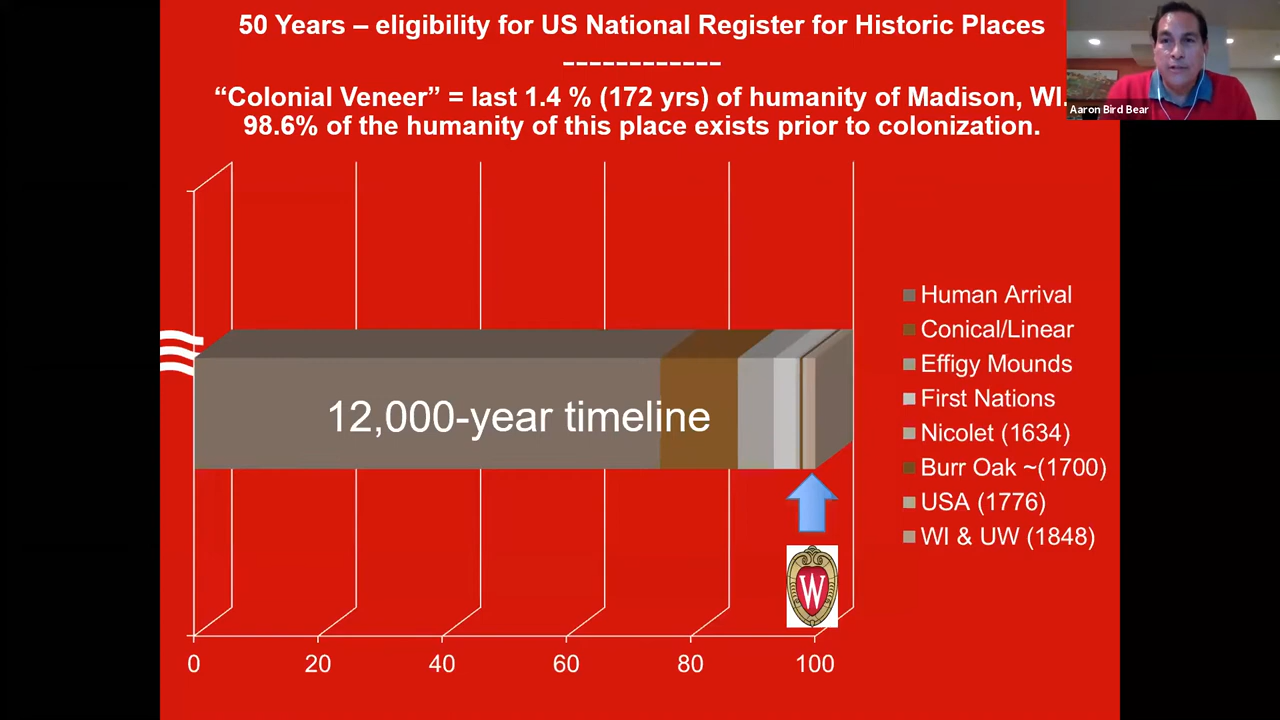 50 Years – eligibility for US National Register for Historic Places
------------
“Colonial Veneer” = last 1.4 % (172 yrs) of humanity of Madison, WI.
98.6% of the humanity of this place exists prior to colonization.
Aaron Bird Bear
12,000-year timeline
Human Arrival
Conical/Linear
Effigy Mounds
First Nations
Nicolet (1634)
Burr Oak ~(1700)
USA (1776)
WI & UW (1848)
W
0 20 40 60 80 100